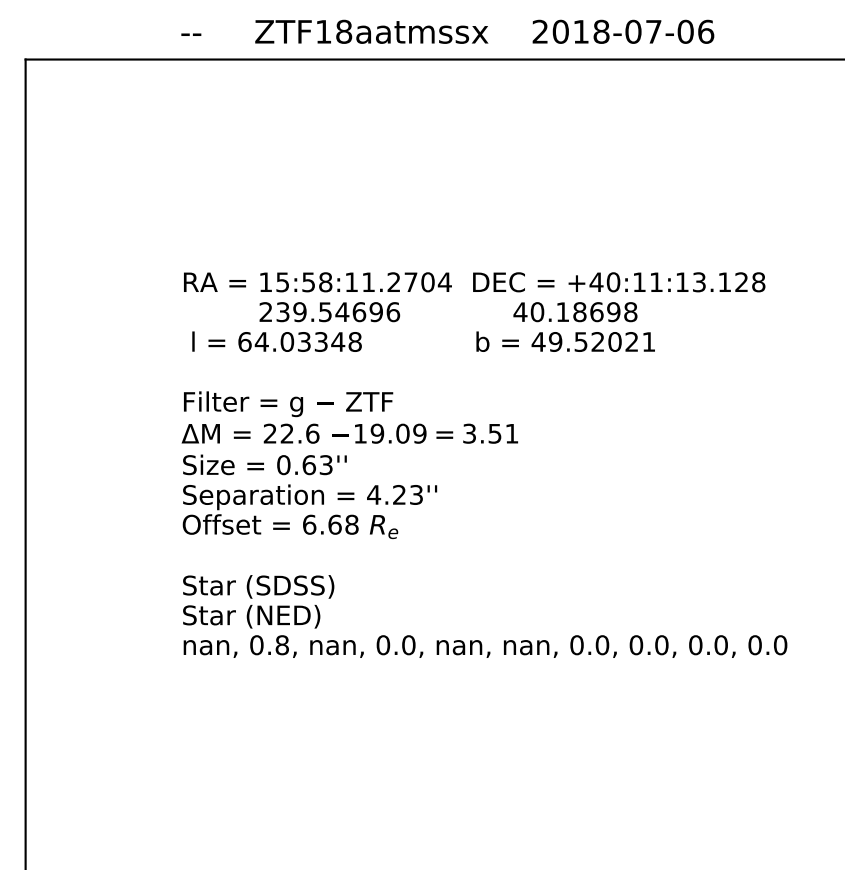 -- ZTF18aatmssx 2018-07-06
RA = 15:58:11.2704 DEC = +40:11:13.128
239.54696 40.18698
l = 64.03348 b = 49.52021
Filter = g − ZTF
ΔM = 22.6 −19.09 = 3.51
Size = 0.63''
Separation = 4.23''
Offset = 6.68 Rₑ
Star (SDSS)
Star (NED)
nan, 0.8, nan, 0.0, nan, nan, 0.0, 0.0, 0.0, 0.0